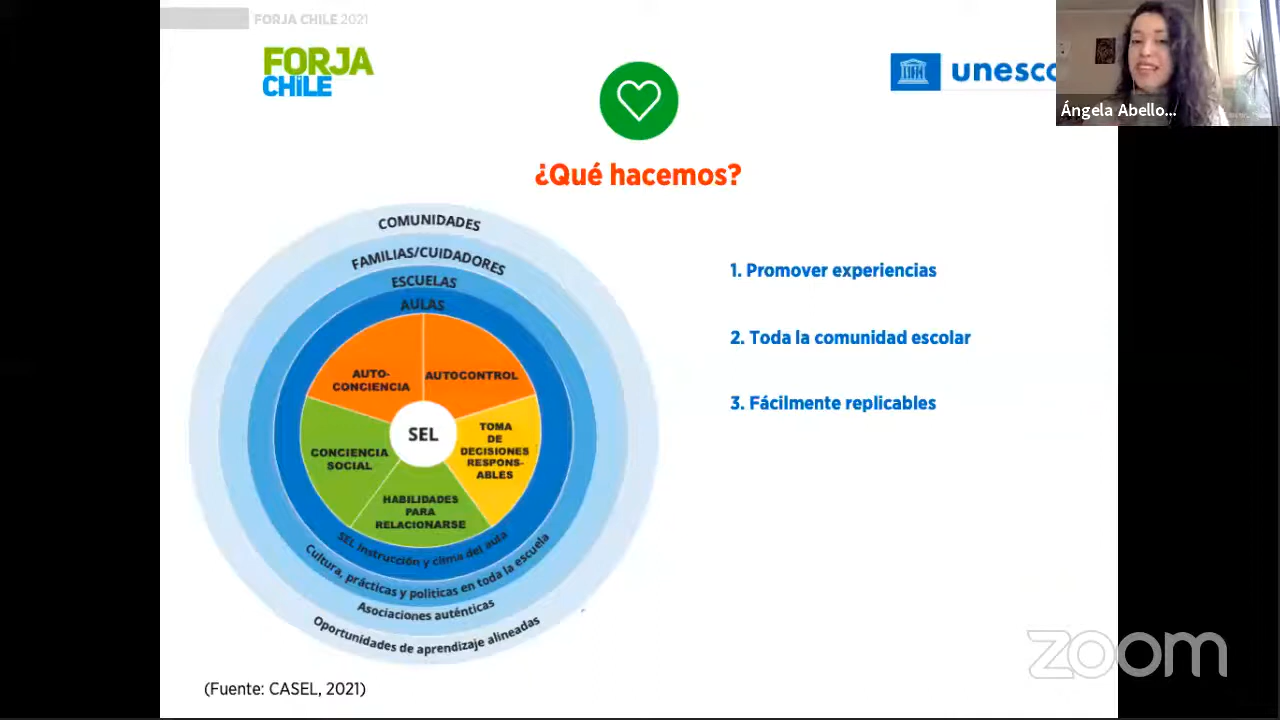 FORJA CHILE 2021
FORJA
CHILE
unesco
Ángela Abello...
¿Qué hacemos?
COMUNIDADES
FAMILIAS/CUIDADORES
ESCUELAS
AULAS
AUTO-
CONCIENCIA
AUTOCONTROL
SEL
TOMA
DE
DECISIONES
RESPONS-
ABLES
CONCIENCIA
SOCIAL
HABILIDADES
PARA
RELACIONARSE
SEL Instrucción y clima del aula
Cultura, prácticas y políticas en toda la escuela
Asociaciones auténticas
Oportunidades de aprendizaje alineadas
1. Promover experiencias
2. Toda la comunidad escolar
3. Fácilmente replicables
(Fuente: CASEL, 2021)
zoom